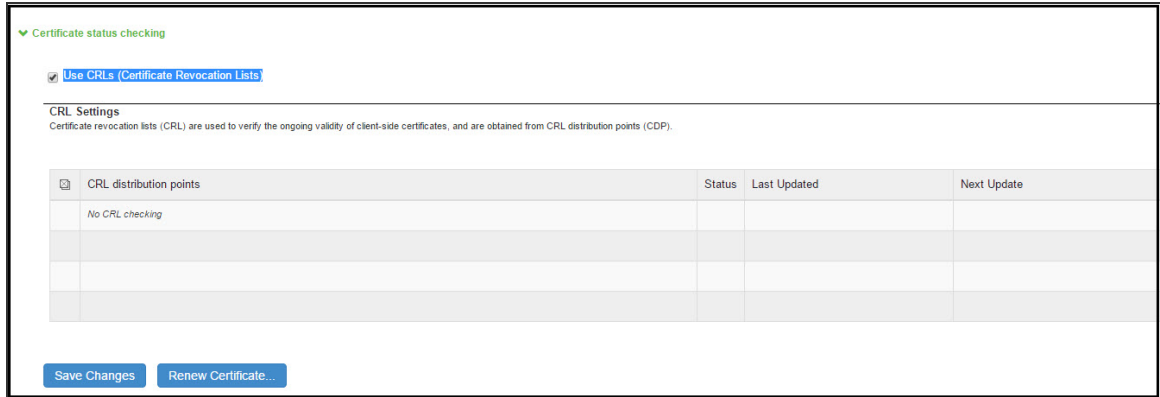 Certificate status checking
Use CRLs (Certificate Revocation Lists)
CRL Settings
Certificate revocation lists (CRL) are used to verify the ongoing validity of client-side certificates, and are obtained from CRL distribution points (CDP).
CRL distribution points Status Last Updated Next Update
No CRL checking
Save Changes Renew Certificate...